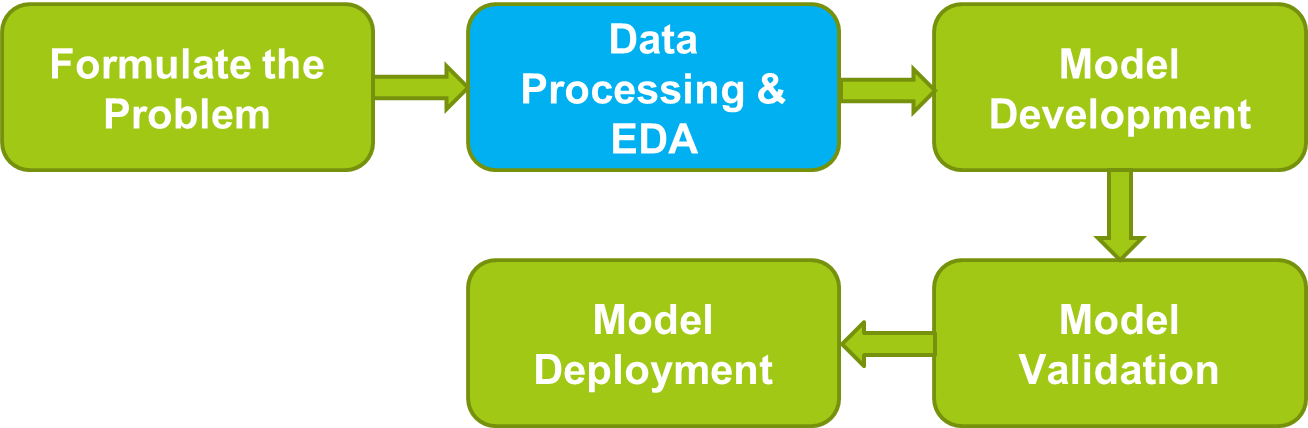 Formulate the
Problem
Data
Processing &
EDA
Model
Development
Model
Validation
Model
Deployment